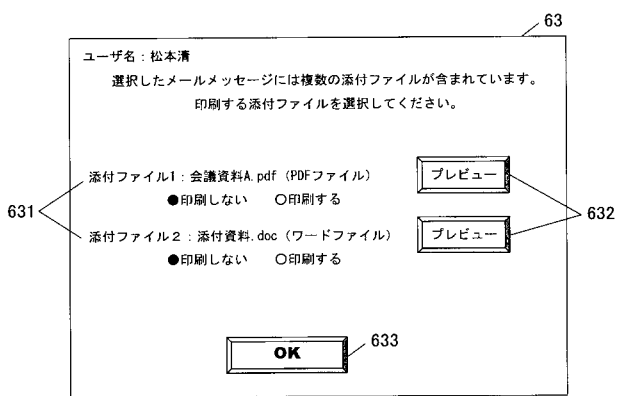 63
ユーザ名：松本清
選択したメールメッセージには複数の添付ファイルが含まれています。
印刷する添付ファイルを選択してください。
添付ファイル1：会議資料A.pdf（PDFファイル）
プレビュー
●印刷しない ○印刷する
631
632
添付ファイル２：添付資料.doc（ワードファイル）
プレビュー
●印刷しない ○印刷する
OK
633